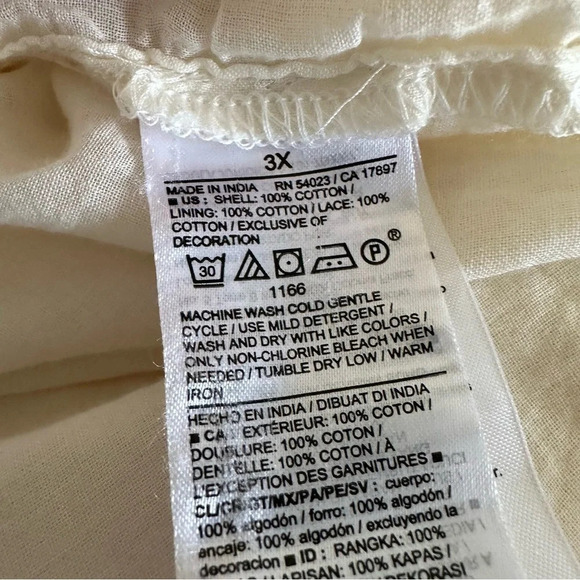 3X
MADE IN INDIA RN 54023 / CA 17897
■ US : SHELL: 100% COTTON /
LINING: 100% COTTON / LACE: 100%
COTTON / EXCLUSIVE OF
DECORATION
30 P ®
1166
MACHINE WASH COLD GENTLE
CYCLE / USE MILD DETERGENT /
WASH AND DRY WITH LIKE COLORS /
ONLY NON-CHLORINE BLEACH WHEN
NEEDED / TUMBLE DRY LOW / WARM
IRON
HECHO EN INDIA / DIBUAT DI INDIA
■ CA EXTÉRIEUR: 100% COTON /
DOUBLURE: 100% COTON /
DENTELLE: 100% COTON / À
L'EXCEPTION DES GARNITURES ■
CL/CR/GT/MX/PA/PE/SV : cuerpo:
100% algodón / forro: 100% algodón /
encaje: 100% algodón / excluyendo la
decoracion ■ ID : RANGKA: 100%
LAPISAN: 100% KAPAS /
DEKORASI